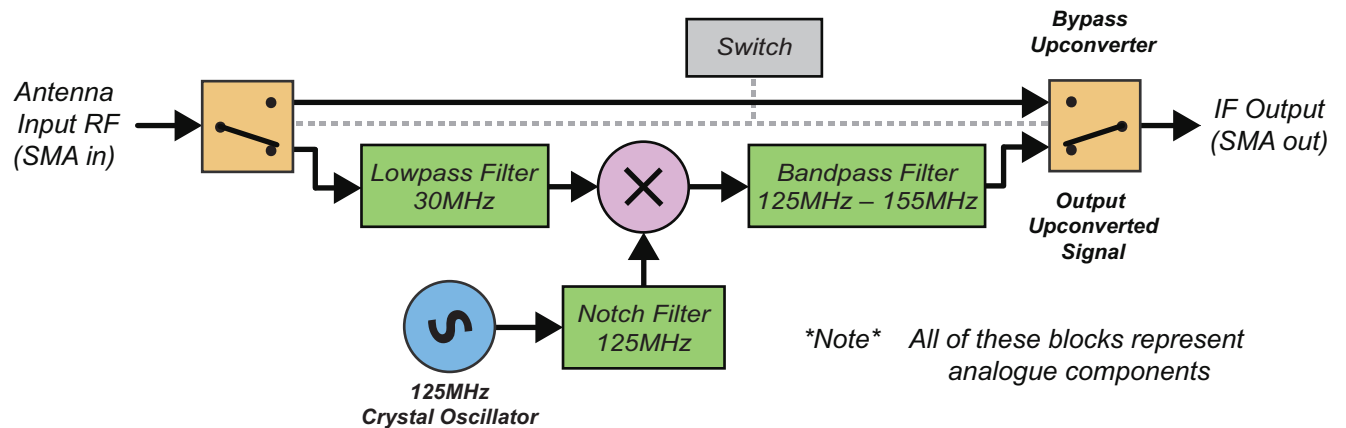 Bypass
Upconverter
Switch
Antenna
Input RF
(SMA in)
IF Output
(SMA out)
Lowpass Filter
30MHz
Bandpass Filter
125MHz – 155MHz
Output
Upconverted
Signal
Notch Filter
125MHz
125MHz
Crystal Oscillator
*Note* All of these blocks represent
analogue components